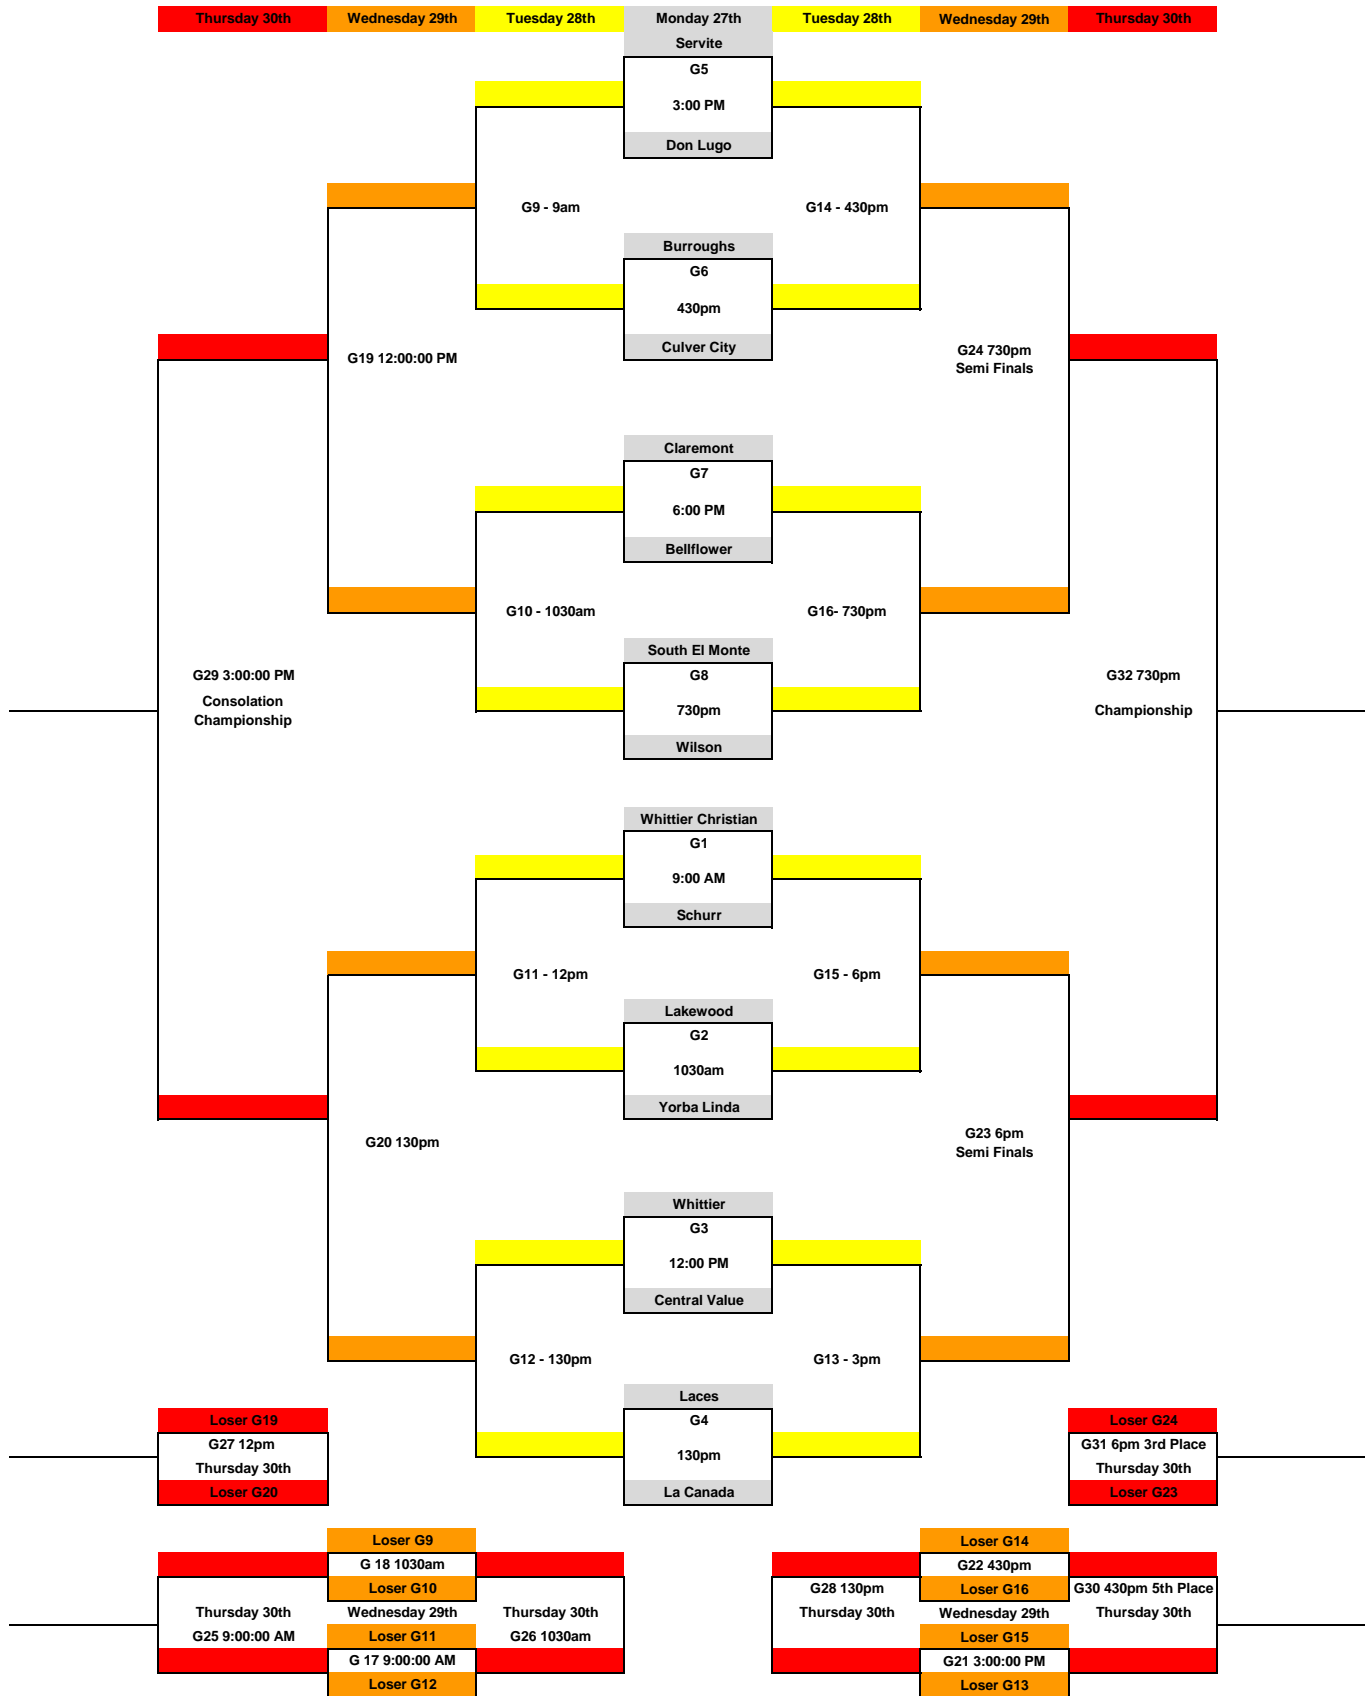 Thursday 30th Wednesday 29th Tuesday 28th Monday 27th Tuesday 28th Wednesday 29th Thursday 30th
Servite
G5
3:00 PM
Don Lugo
G9 - 9am G14 - 430pm
Burroughs
G6
430pm
Culver City
G19 12:00:00 PM G24 730pm
Semi Finals
Claremont
G7
6:00 PM
Bellflower
G10 - 1030am G16- 730pm
South El Monte
G8
G29 3:00:00 PM G32 730pm
Consolation
Championship
730pm
Championship
Wilson
Whittier Christian
G1
9:00 AM
Schurr
G11 - 12pm G15 - 6pm
Lakewood
G2
1030am
Yorba Linda
G20 130pm G23 6pm
Semi Finals
Whittier
G3
12:00 PM
Central Value
G12 - 130pm G13 - 3pm
Laces
G4
130pm
La Canada
Loser G19 Loser G24
G27 12pm G31 6pm 3rd Place
Thursday 30th Thursday 30th
Loser G20 Loser G23
Loser G9 Loser G14
G 18 1030am G22 430pm
Loser G10 G28 130pm Loser G16 G30 430pm 5th Place
Thursday 30th Wednesday 29th Thursday 30th Thursday 30th Wednesday 29th Thursday 30th
G25 9:00:00 AM Loser G11 G26 1030am Loser G15
G 17 9:00:00 AM G21 3:00:00 PM
Loser G12 Loser G13